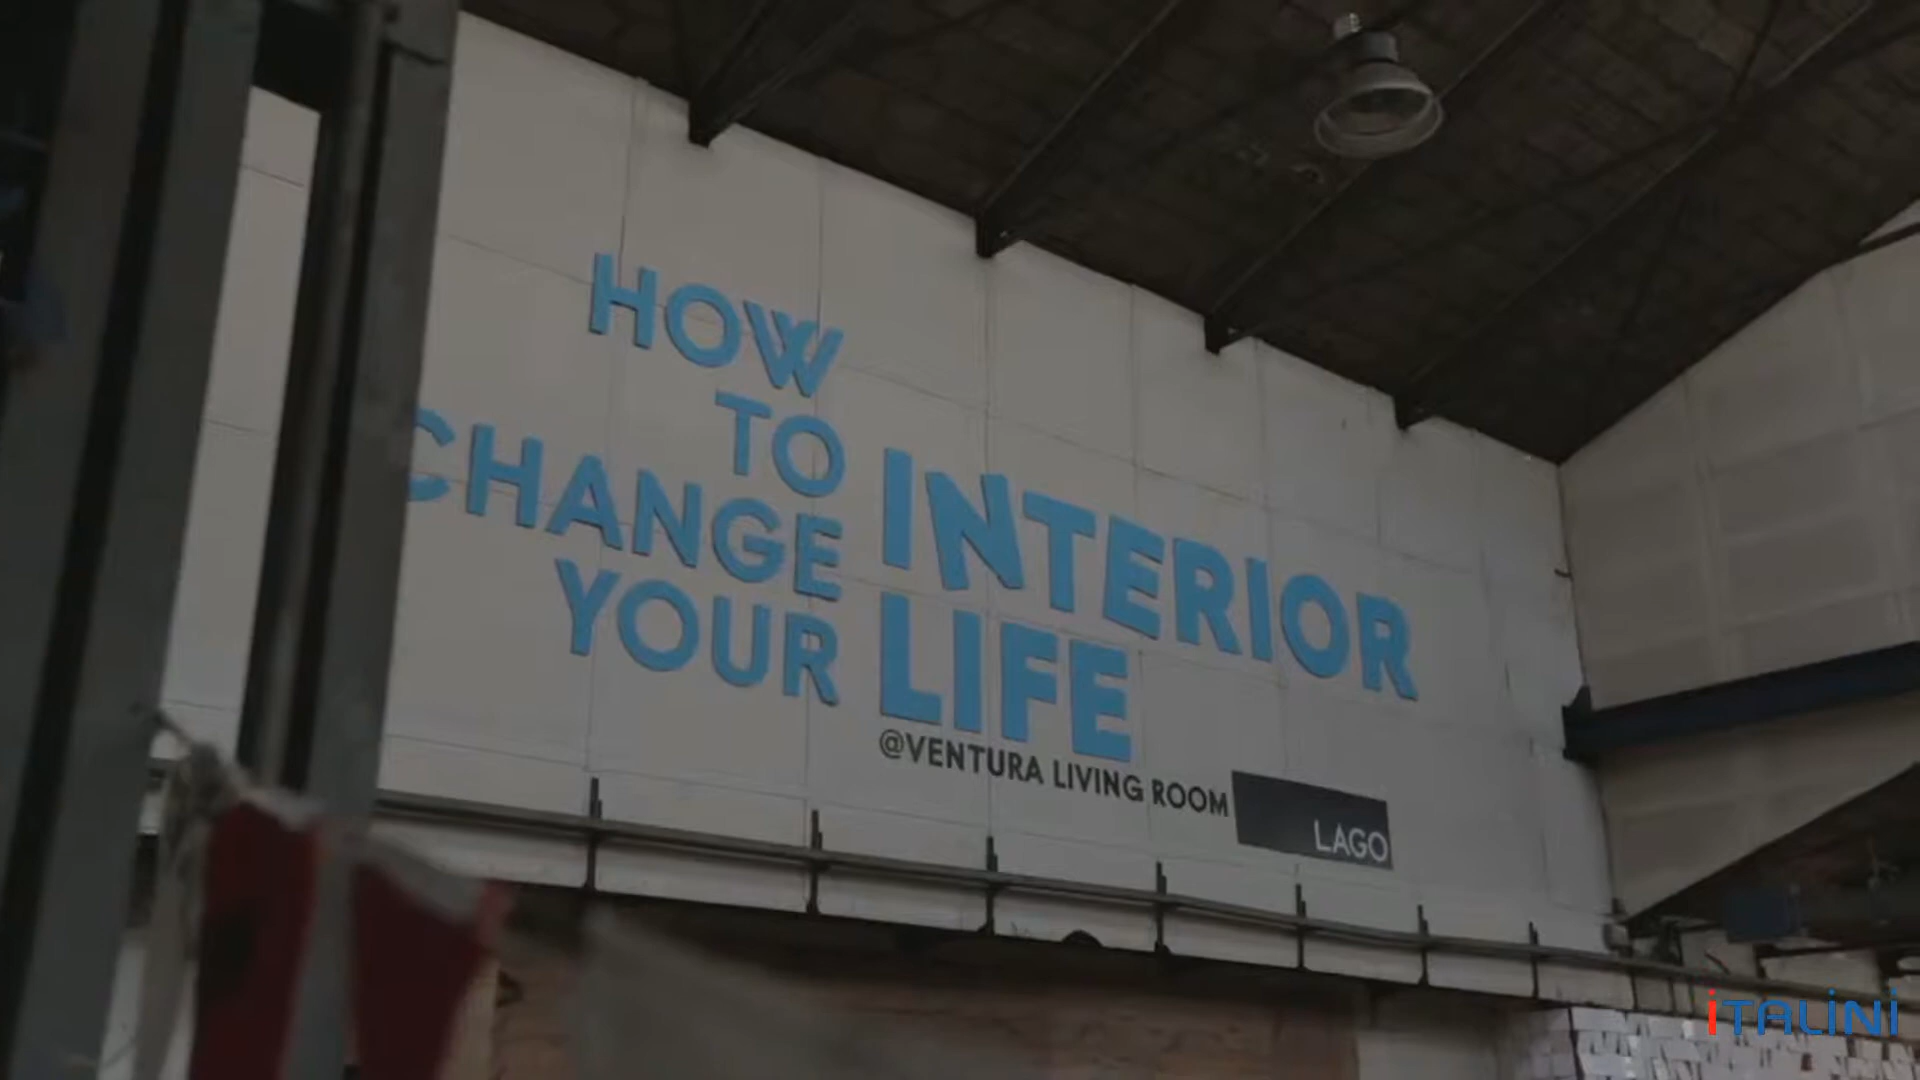 HOW
TO
CHANGE
YOUR
INTERIOR
LIFE
@VENTURA LIVING ROOM
LAGO
iTALiNi